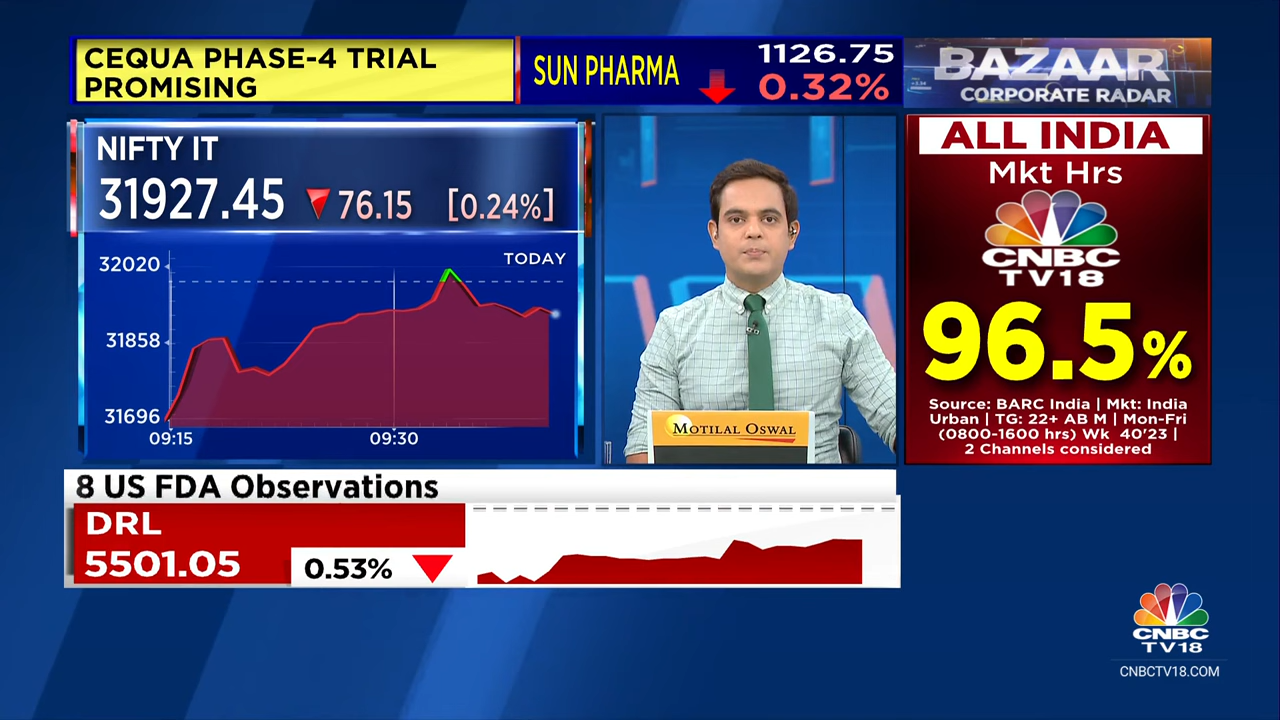 CEQUA PHASE-4 TRIAL
PROMISING
SUN PHARMA
1126.75
0.32%
BAZAAR
CORPORATE RADAR
NIFTY IT
31927.45 76.15 [0.24%]
TODAY
32020
31858
31696
09:15 09:30
MOTILAL OSWAL
ALL INDIA
Mkt Hrs
CNBC
TV18
96.5%
Source: BARC India | Mkt: India
Urban | TG: 22+ AB M | Mon-Fri
(0800-1600 hrs) Wk 40'23 |
2 Channels considered
8 US FDA Observations
DRL
5501.05 0.53%
CNBC
TV18
CNBCTV18.COM